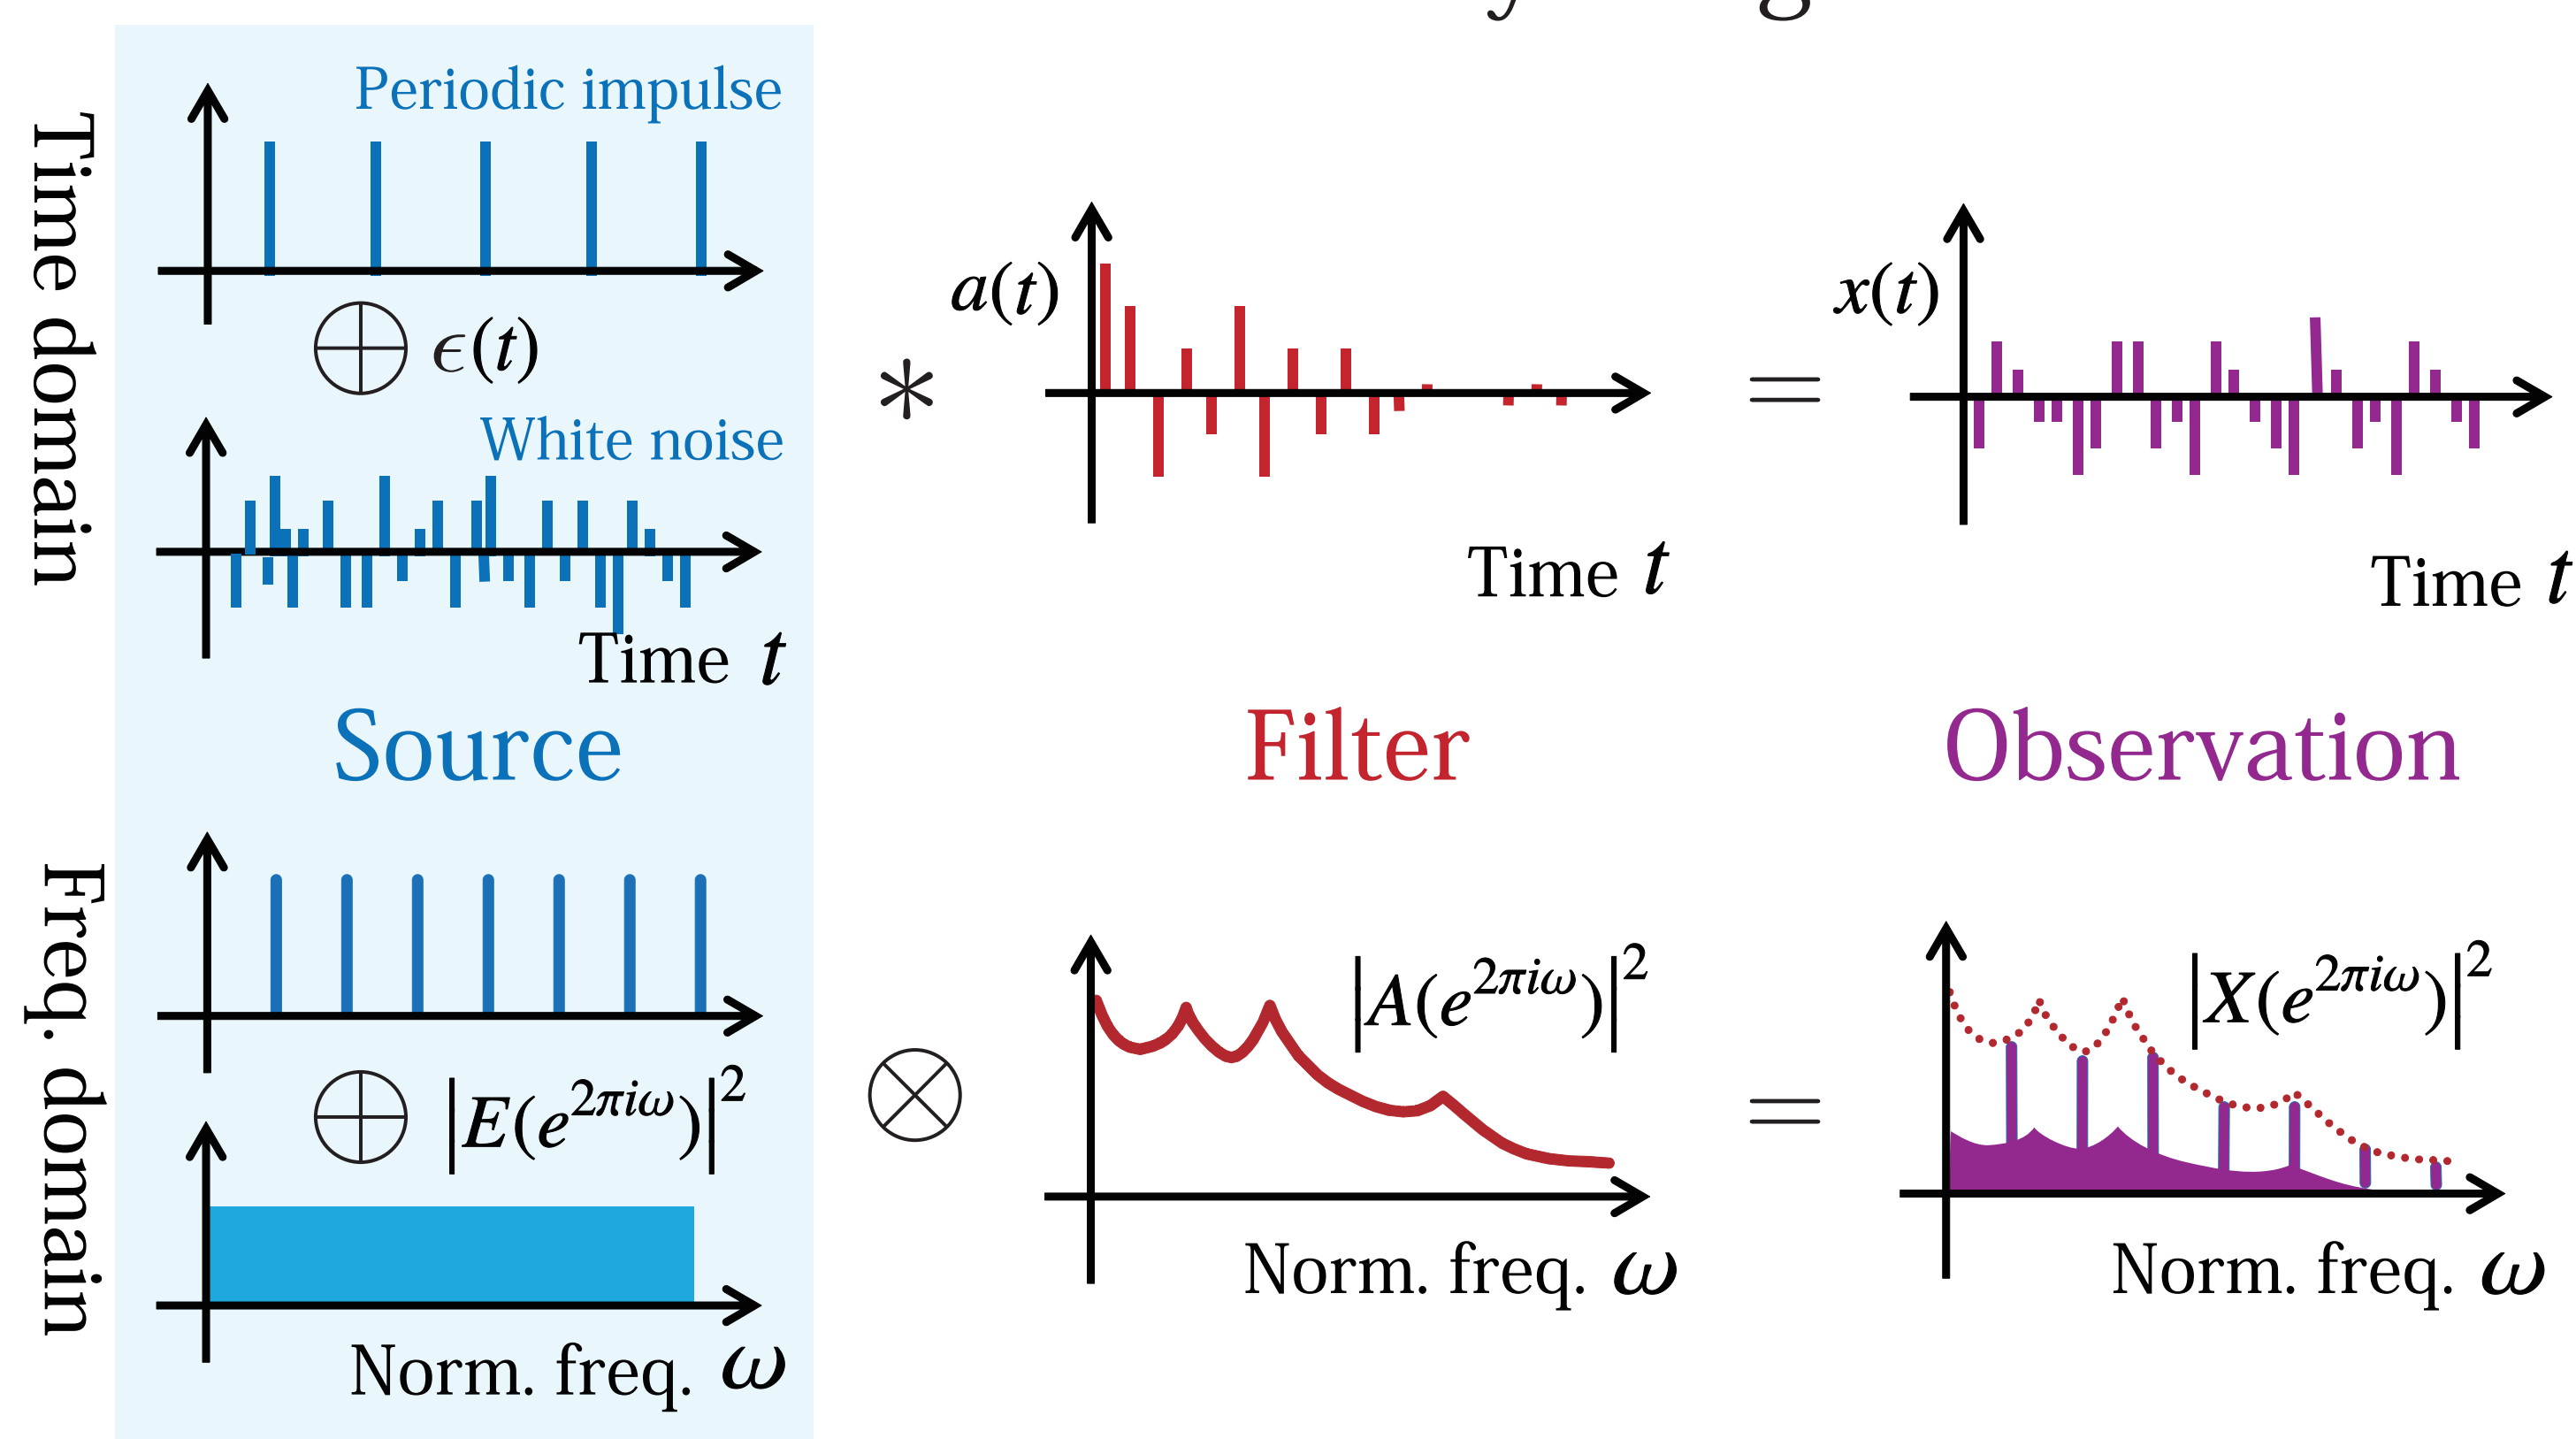 Time domain
Periodic impulse
⊕ ϵ(t)
White noise
Time t
*
a(t)
Time t
=
x(t)
Time t
Source
Filter
Observation
Freq. domain
⊕ |E(e^{2πiω})|^2
Norm. freq. ω
⊗
|A(e^{2πiω})|^2
Norm. freq. ω
=
|X(e^{2πiω})|^2
Norm. freq. ω